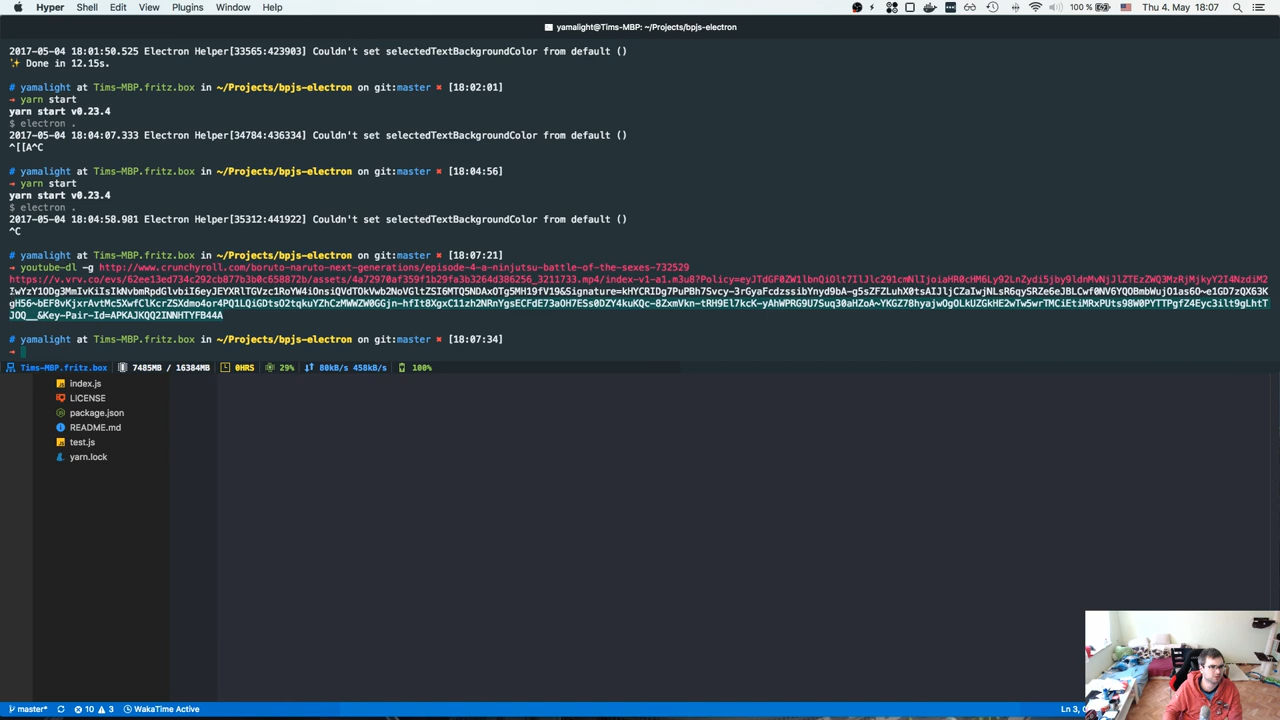 Hyper Shell Edit View Plugins Window Help 100 % Thu 4. May 18:07
yamalight@Tims-MBP: ~/Projects/bpjs-electron
2017-05-04 18:01:50.525 Electron Helper[33565:423903] Couldn't set selectedTextBackgroundColor from default ()
✨ Done in 12.15s.
# yamalight at Tims-MBP.fritz.box in ~/Projects/bpjs-electron on git:master ✖ [18:02:01]
→ yarn start
yarn start v0.23.4
$ electron .
2017-05-04 18:04:07.333 Electron Helper[34784:436334] Couldn't set selectedTextBackgroundColor from default ()
^[[A^C
# yamalight at Tims-MBP.fritz.box in ~/Projects/bpjs-electron on git:master ✖ [18:04:56]
→ yarn start
yarn start v0.23.4
$ electron .
2017-05-04 18:04:58.981 Electron Helper[35312:441922] Couldn't set selectedTextBackgroundColor from default ()
^C
# yamalight at Tims-MBP.fritz.box in ~/Projects/bpjs-electron on git:master ✖ [18:07:21]
→ youtube-dl -g http://www.crunchyroll.com/boruto-naruto-next-generations/episode-4-a-ninjutsu-battle-of-the-sexes-732529
JOQ__&Key-Pair-Id=APKAJKQQ2INNHTYFB44A
# yamalight at Tims-MBP.fritz.box in ~/Projects/bpjs-electron on git:master ✖ [18:07:34]
→
Tims-MBP.fritz.box 7485MB / 16384MB 0HRS 29% 80kB/s 458kB/s 100%
index.js
LICENSE
package.json
README.md
test.js
yarn.lock
master* 10 3 WakaTime Active Ln 3,